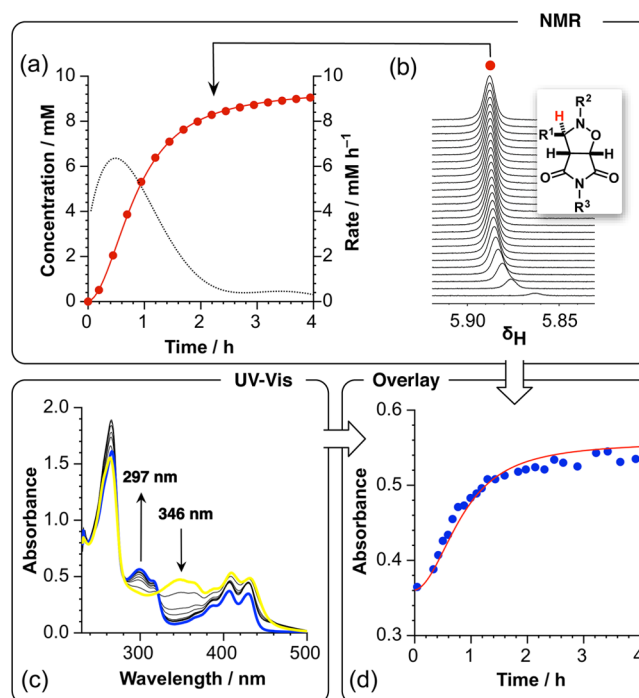 NMR
(a)
Concentration / mM
10
8
6
4
2
0
0 1 2 3 4
Time / h
10
8
6
4
2
0
Rate / mM h⁻¹
(b)
5.90 5.85
δH
H R²
N
R¹ O
H H
O N O
R³
UV-Vis
2.0
1.5
1.0
0.5
0.0
Absorbance
297 nm
346 nm
300 400 500
Wavelength / nm
(c)
Overlay
0.6
0.5
0.4
0.3
Absorbance
0 1 2 3 4
Time / h
(d)